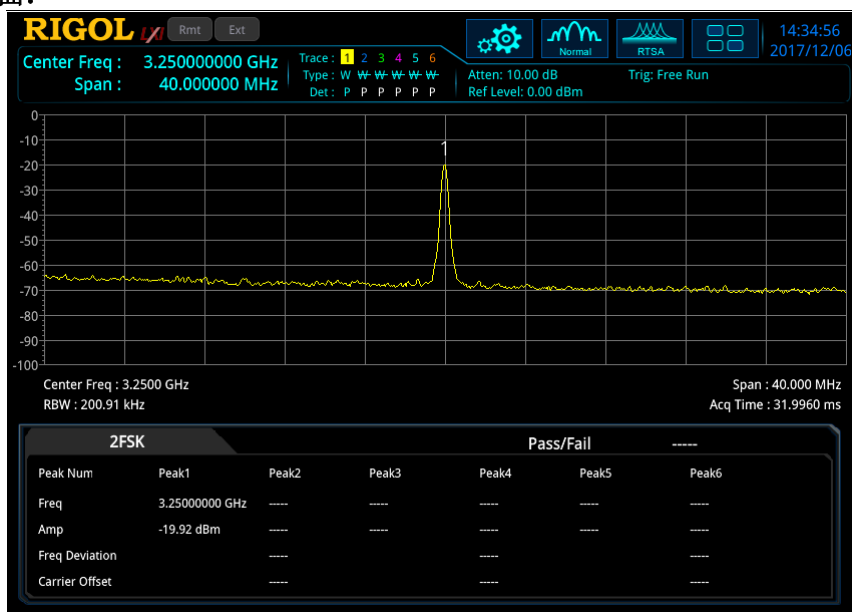 RIGOL LXI Rmt Ext
Normal RTSA
14:34:56
2017/12/06
Center Freq : 3.250000000 GHz
Span : 40.000000 MHz
Trace : 1 2 3 4 5 6
Type : W W W W W W
Det : P P P P P P
Atten: 10.00 dB Trig: Free Run
Ref Level: 0.00 dBm
0
-10
1
-20
-30
-40
-50
-60
-70
-80
-90
-100
Center Freq : 3.2500 GHz Span : 40.000 MHz
RBW : 200.91 kHz Acq Time : 31.9960 ms
2FSK Pass/Fail -----
Peak Num Peak1 Peak2 Peak3 Peak4 Peak5 Peak6
Freq 3.25000000 GHz ----- ----- ----- ----- -----
Amp -19.92 dBm ----- ----- ----- ----- -----
Freq Deviation ----- ----- -----
Carrier Offset ----- ----- -----